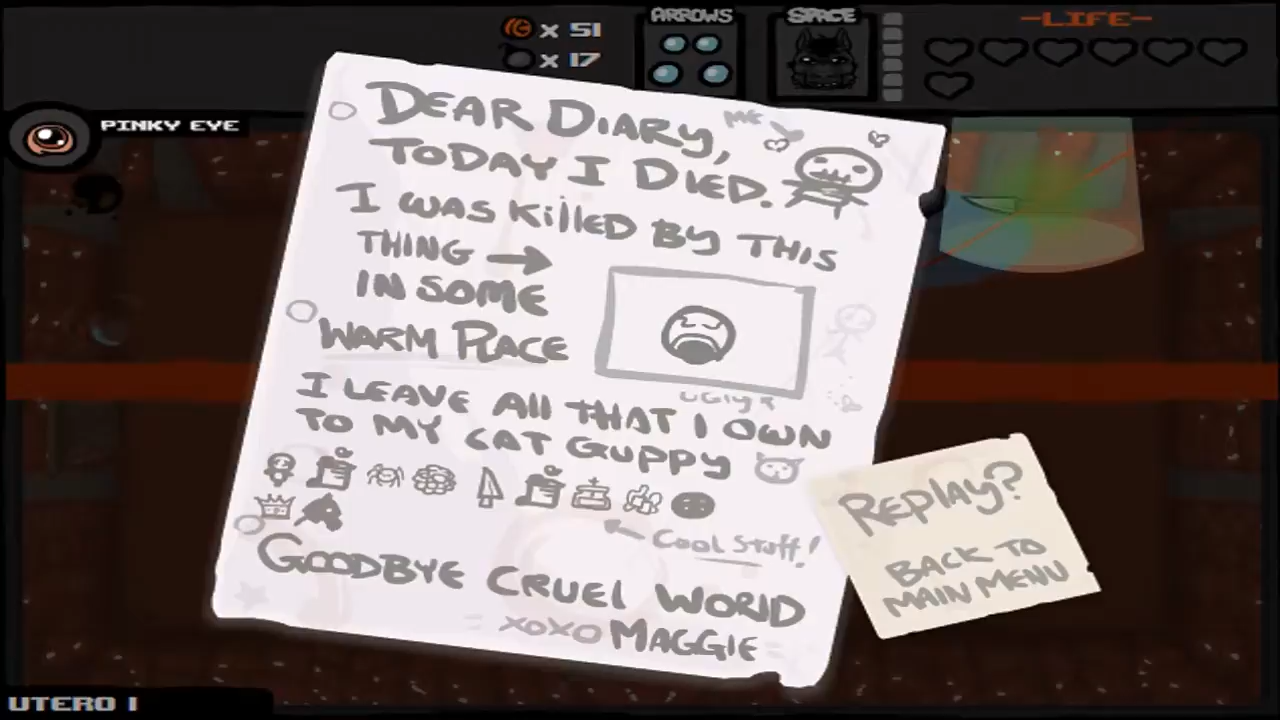 x 51
x 17
ARROWS
SPACE
-LIFE-
PINKY EYE
DEAR DIARY,
ME
TODAY I DIED.
I WAS KillED BY THIS
THING →
IN SOME
WARM PLACE
UGLY
I LEAVE All THAT I OWN
TO MY CAT GUPPY
COOL STUFF!
GOODBYE CRUEL WORLD
XOXO MAGGIE
REPLAY?
BACK TO
MAIN MENU
UTERO I